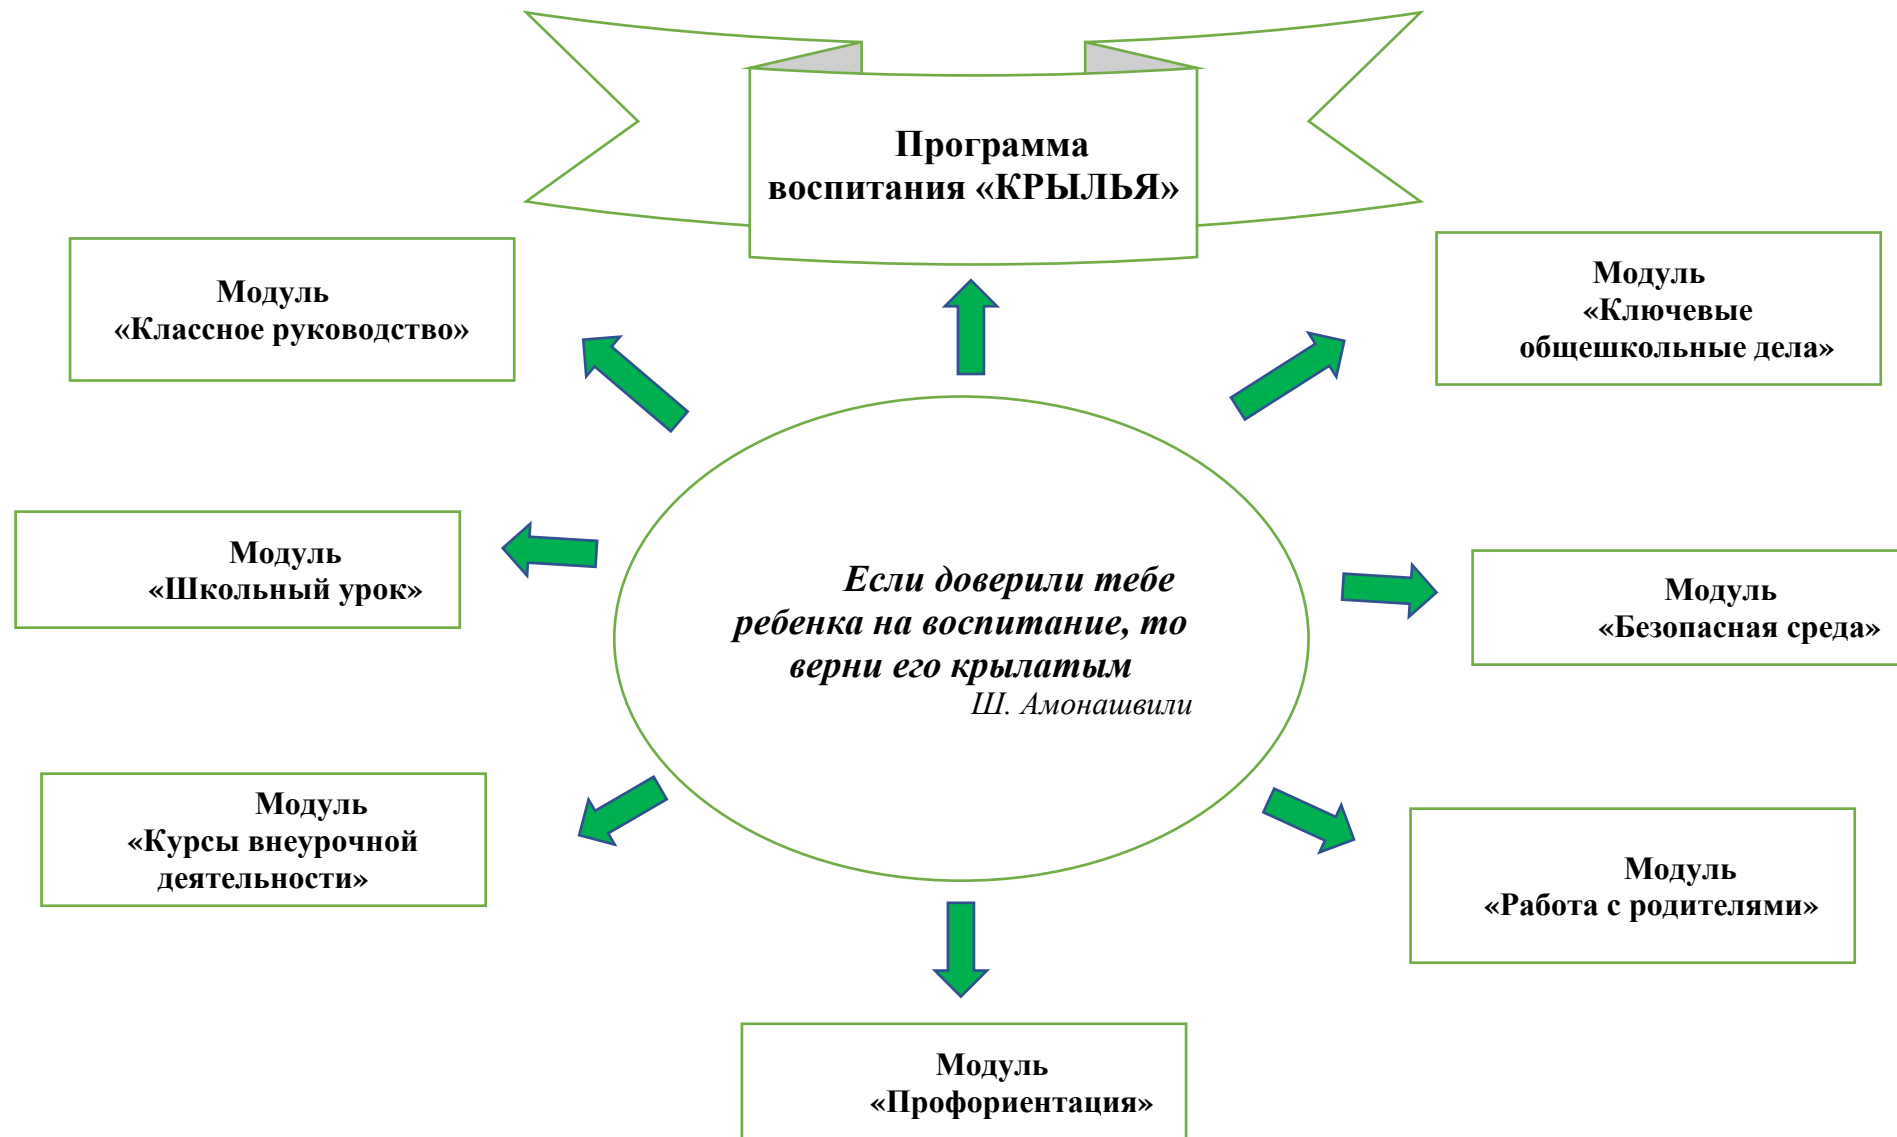 Программа
воспитания «КРЫЛЬЯ»
Модуль
«Классное руководство»
Модуль
«Ключевые
общешкольные дела»
Модуль
«Школьный урок»
Если доверили тебе
ребенка на воспитание, то
верни его крылатым
Ш. Амонашвили
Модуль
«Безопасная среда»
Модуль
«Курсы внеурочной
деятельности»
Модуль
«Работа с родителями»
Модуль
«Профориентация»